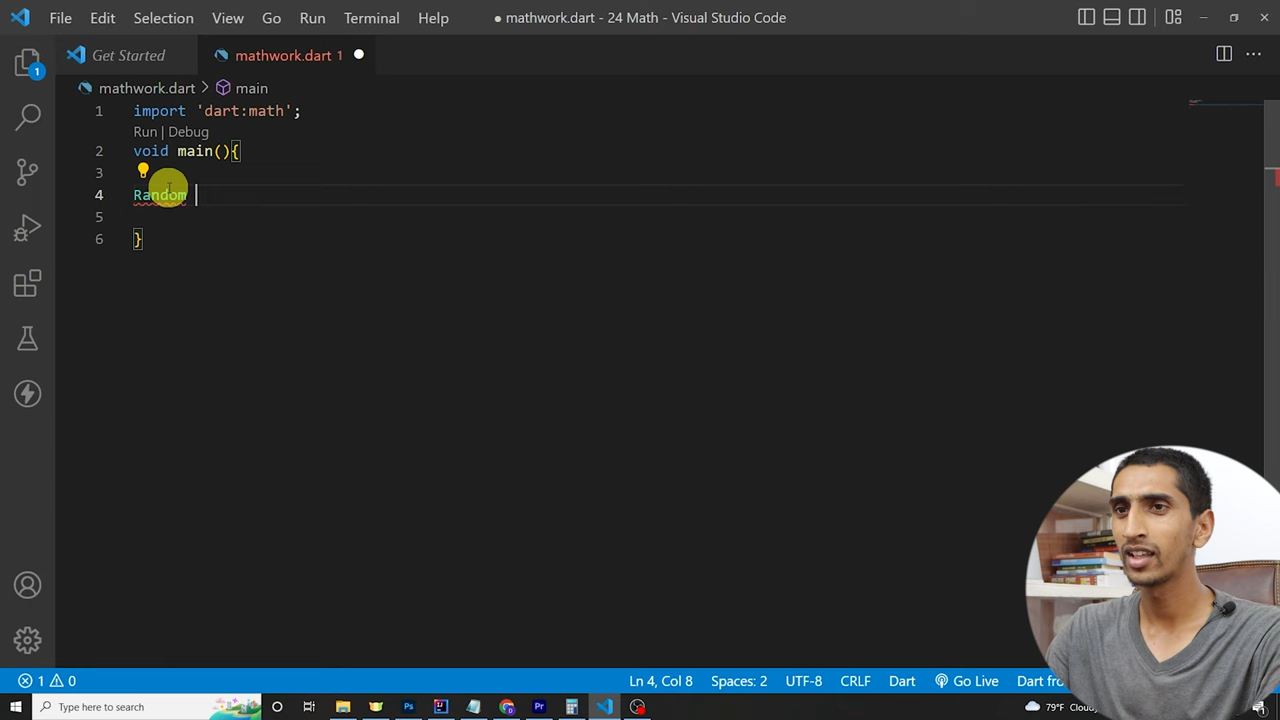 File Edit Selection View Go Run Terminal Help
● mathwork.dart - 24 Math - Visual Studio Code
1
Get Started
mathwork.dart 1
mathwork.dart > main
1 import 'dart:math';
Run | Debug
2 void main(){
3
4 Random
5
6 }
1 0
Ln 4, Col 8 Spaces: 2 UTF-8 CRLF Dart Go Live Dart
Type here to search
79°F